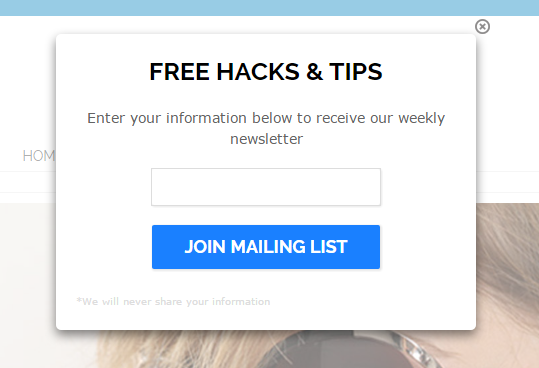 FREE HACKS & TIPS
Enter your information below to receive our weekly
newsletter
HOM
JOIN MAILING LIST
*We will never share your information